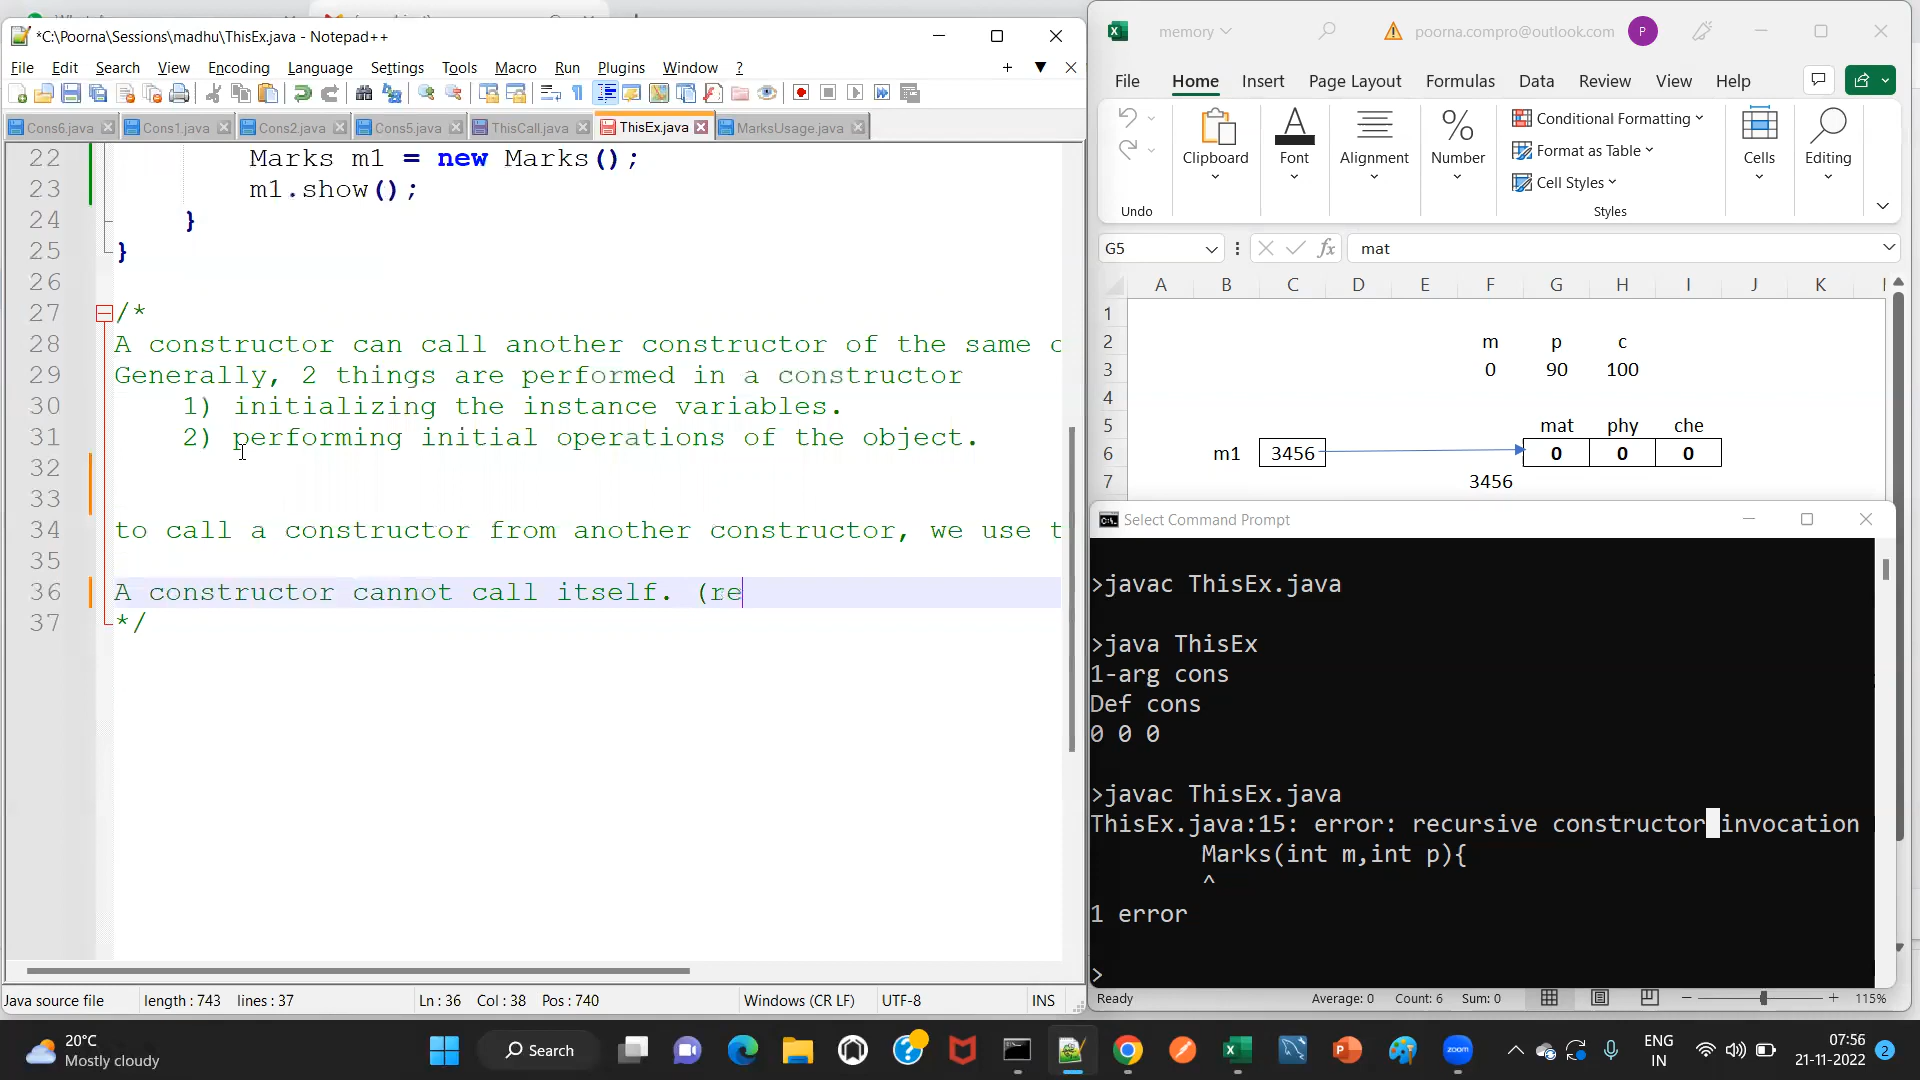 *C:\Poorna\Sessions\madhu\ThisEx.java - Notepad++
File Edit Search View Encoding Language Settings Tools Macro Run Plugins Window ?
Cons6.java Cons1.java Cons2.java Cons5.java ThisCall.java ThisEx.java MarksUsage.java
22 Marks m1 = new Marks();
23 m1.show();
24 }
25 }
26
27 /*
28 A constructor can call another constructor of the same
29 Generally, 2 things are performed in a constructor
30 1) initializing the instance variables.
31 2) performing initial operations of the object.
32
33
34 to call a constructor from another constructor, we use
35
36 A constructor cannot call itself. (re
37 */
Java source file length : 743 lines : 37 Ln : 36 Col : 38 Pos : 740 Windows (CR LF) UTF-8 INS
memory poorna.compro@outlook.com P
File Home Insert Page Layout Formulas Data Review View Help
Clipboard Font Alignment Number Conditional Formatting Format as Table Cell Styles Cells Editing
Undo Styles
G5 fx mat
A B C D E F G H I J K
1
2 m p c
3 0 90 100
4
5 mat phy che
6 m1 3456 0 0 0
7 3456
Select Command Prompt
>javac ThisEx.java
>java ThisEx
1-arg cons
Def cons
0 0 0
>javac ThisEx.java
ThisEx.java:15: error: recursive constructor invocation
Marks(int m,int p){
^
1 error
>
Ready Average: 0 Count: 6 Sum: 0 115%
20°C
Mostly cloudy
Search
zoom
ENG
IN
07:56
21-11-2022
2